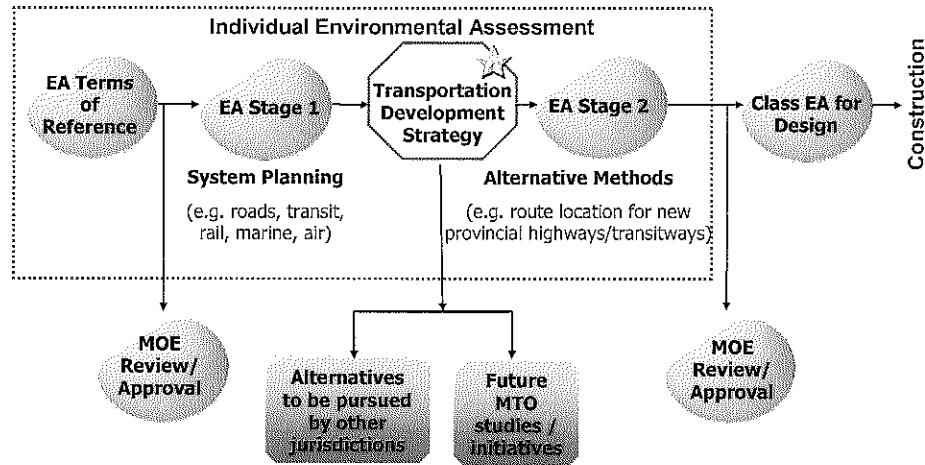 Individual Environmental Assessment
EA Terms
of
Reference
EA Stage 1
Transportation
Development
Strategy
EA Stage 2
Class EA for
Design
Construction
System Planning
(e.g. roads, transit,
rail, marine, air)
Alternative Methods
(e.g. route location for new
provincial highways/transitways)
MOE
Review/
Approval
Alternatives
to be pursued
by other
jurisdictions
Future
MTO
studies /
initiatives
MOE
Review/
Approval